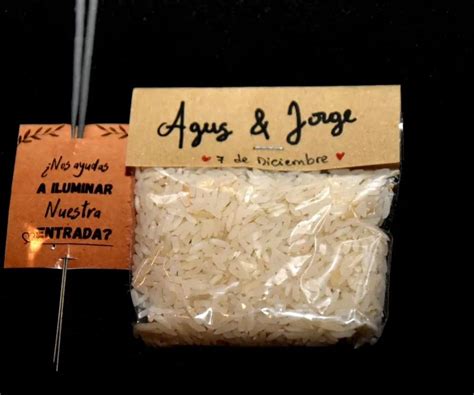 Agus & Jorge
7 de Diciembre
¿Nos ayudas
A ILUMINAR
Nuestra
ENTRADA?